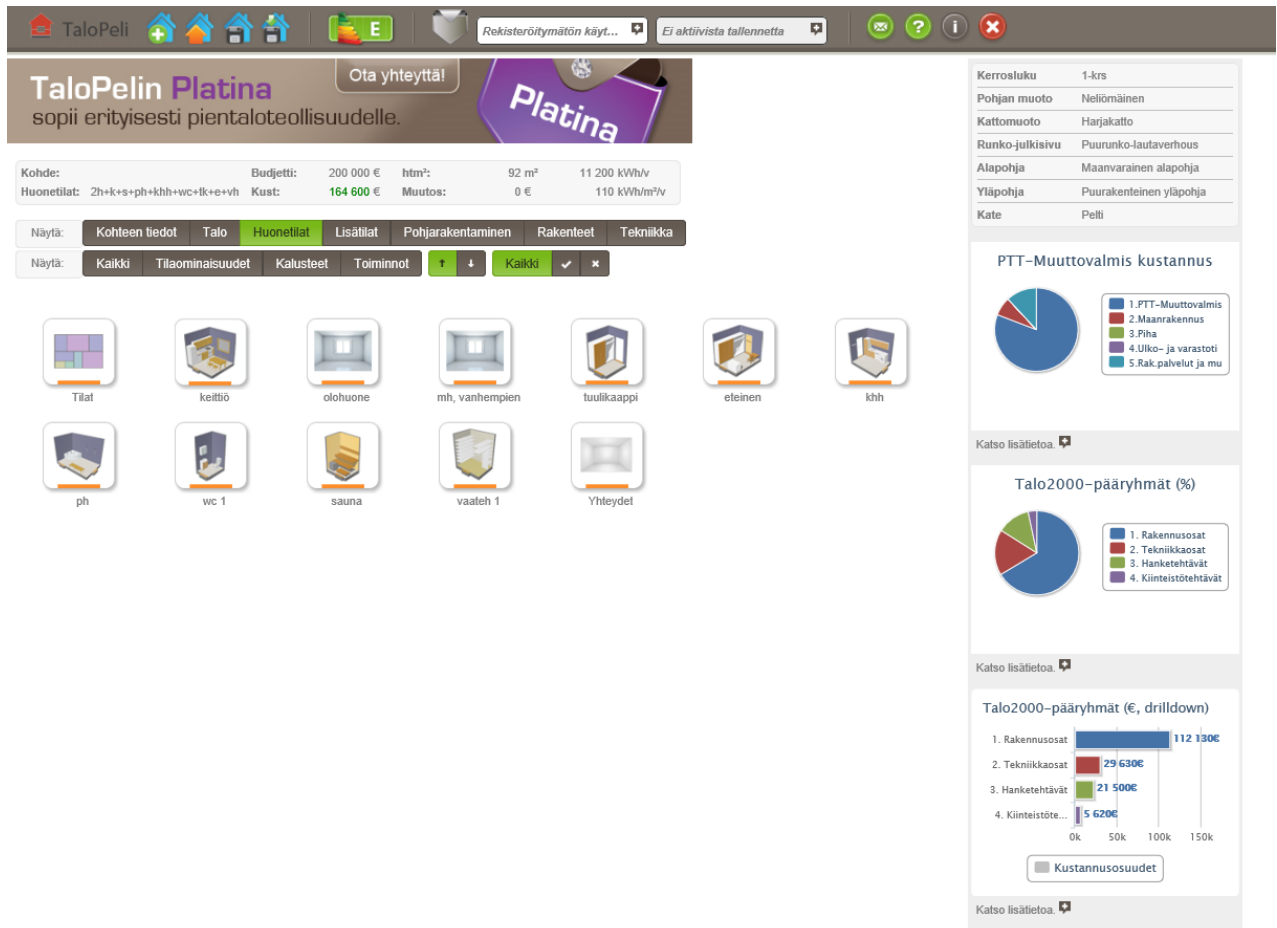 TaloPeli
E
Rekisteröitymätön käyt...
Ei aktiivista tallennetta
TaloPelin Platina
sopii erityisesti pientaloteollisuudelle.
Ota yhteyttä!
Platina
Kohde: Budjetti: 200 000 € htm²: 92 m² 11 200 kWh/v
Huonetilat: 2h+k+s+ph+khh+wc+tk+e+vh Kust: 164 600 € Muutos: 0 € 110 kWh/m²/v
Näytä: Kohteen tiedot Talo Huonetilat Lisätilat Pohjarakentaminen Rakenteet Tekniikka
Näytä: Kaikki Tilaominaisuudet Kalusteet Toiminnot Kaikki
Tilat keittiö olohuone mh, vanhempien tuulikaappi eteinen khh
ph wc 1 sauna vaateh 1 Yhteydet
Kerrosluku 1-krs
Pohjan muoto Neliömäinen
Kattomuoto Harjakatto
Runko-julkisivu Puurunko-lautaverhous
Alapohja Maanvarainen alapohja
Yläpohja Puurakenteinen yläpohja
Kate Pelti
PTT-Muuttovalmis kustannus
1.PTT-Muuttovalmis
2.Maanrakennus
3.Piha
4.Ulko- ja varastoti
5.Rak.palvelut ja mu
Katso lisätietoa.
Talo2000-pääryhmät (%)
1. Rakennusosat
2. Tekniikkaosat
3. Hanketehtävät
4. Kiinteistötehtävät
Katso lisätietoa.
Talo2000-pääryhmät (€, drilldown)
1. Rakennusosat 112 130€
2. Tekniikkaosat 29 630€
3. Hanketehtävät 21 500€
4. Kiinteistöte... 5 620€
0k 50k 100k 150k
Kustannusosuudet
Katso lisätietoa.